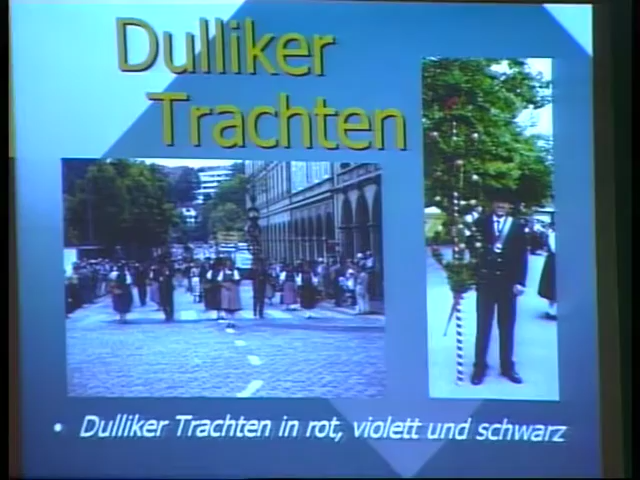 Dulliker
Trachten
• Dulliker Trachten in rot, violett und schwarz